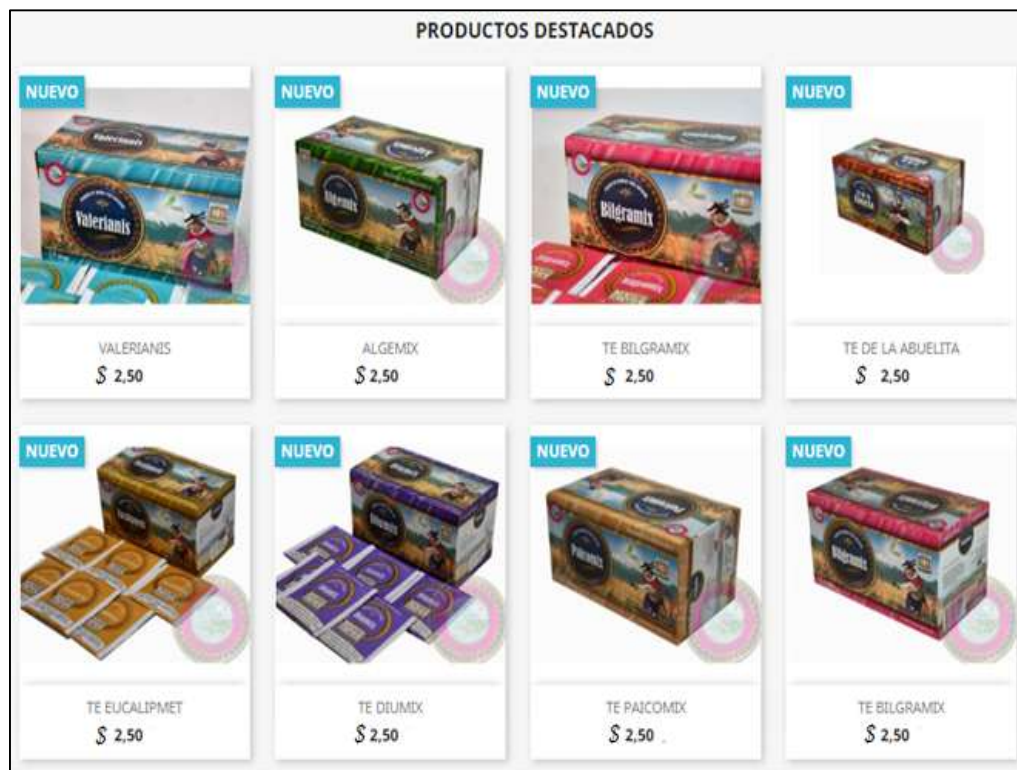 PRODUCTOS DESTACADOS
NUEVO
Valerianis
VALERIANIS
$ 2,50
NUEVO
Algemix
ALGEMIX
$ 2,50
NUEVO
Bilgramix
TE BILGRAMIX
$ 2,50
NUEVO
TE DE LA ABUELITA
$ 2,50
NUEVO
TE EUCALIPMET
$ 2,50
NUEVO
TE DIUMIX
$ 2,50
NUEVO
TE PAICOMIX
$ 2,50
NUEVO
Bilgramix
TE BILGRAMIX
$ 2,50